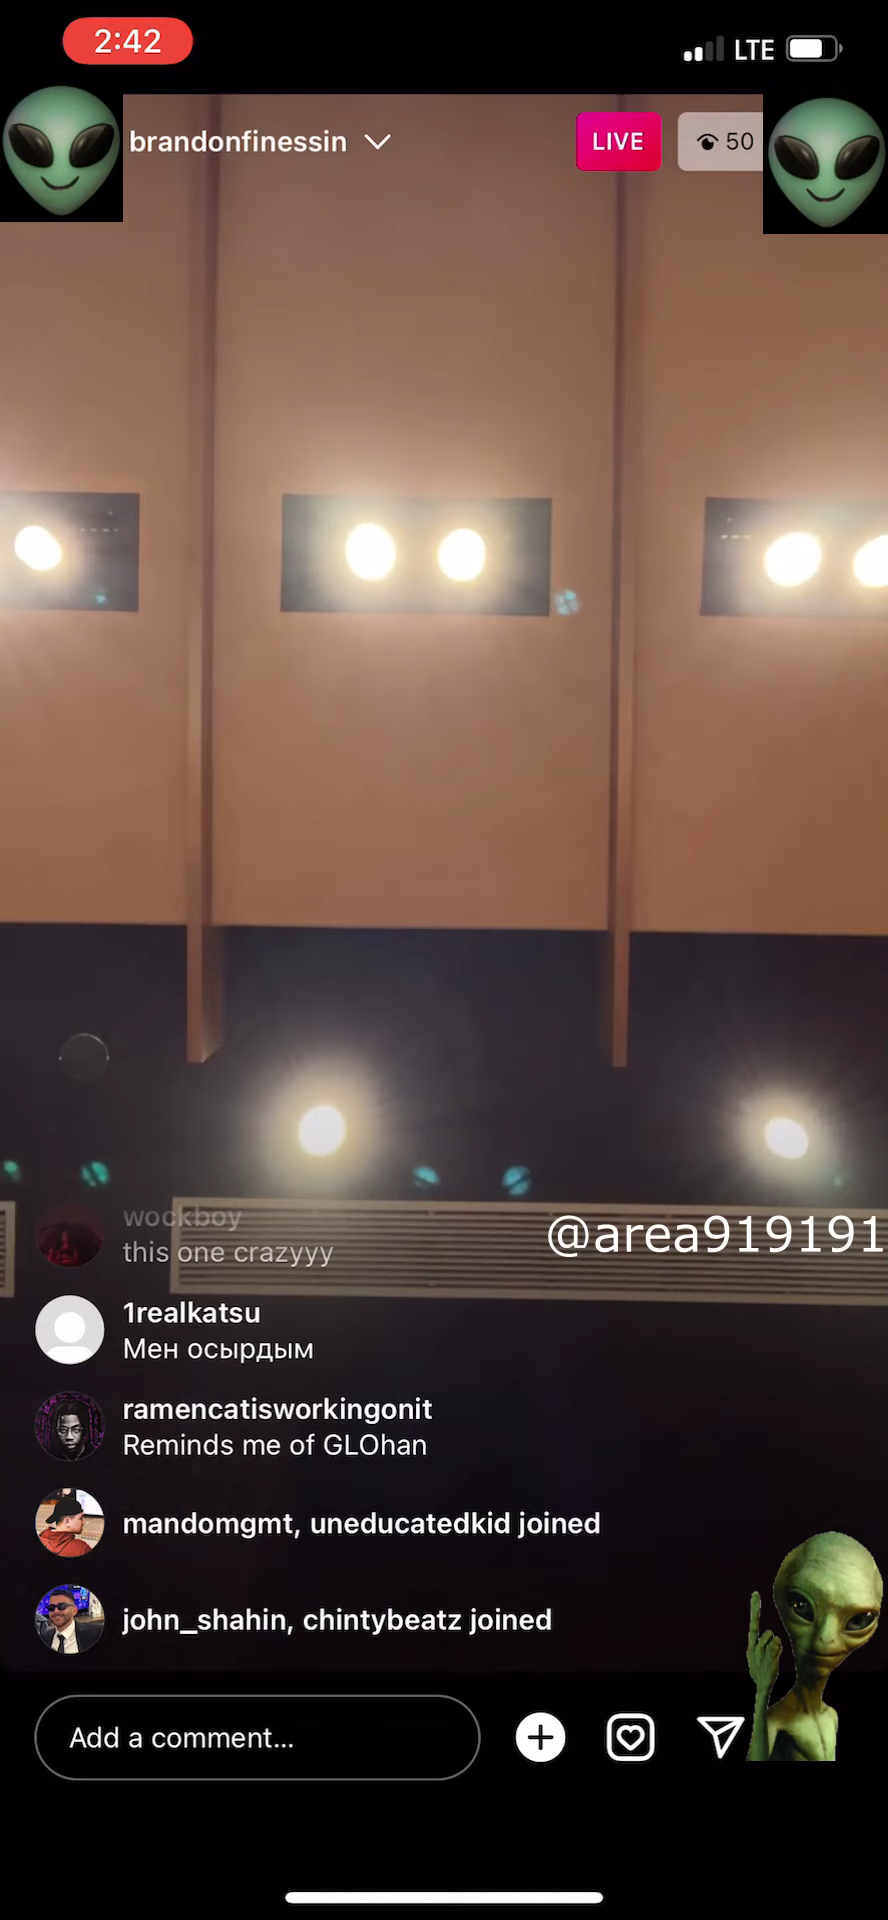 2:42
LTE
brandonfinessin
LIVE
50
wockboy
this one crazyyy
@area919191
1realkatsu
Мен осырдым
ramencatisworkingonit
Reminds me of GLOhan
mandomgmt, uneducatedkid joined
john_shahin, chintybeatz joined
Add a comment...